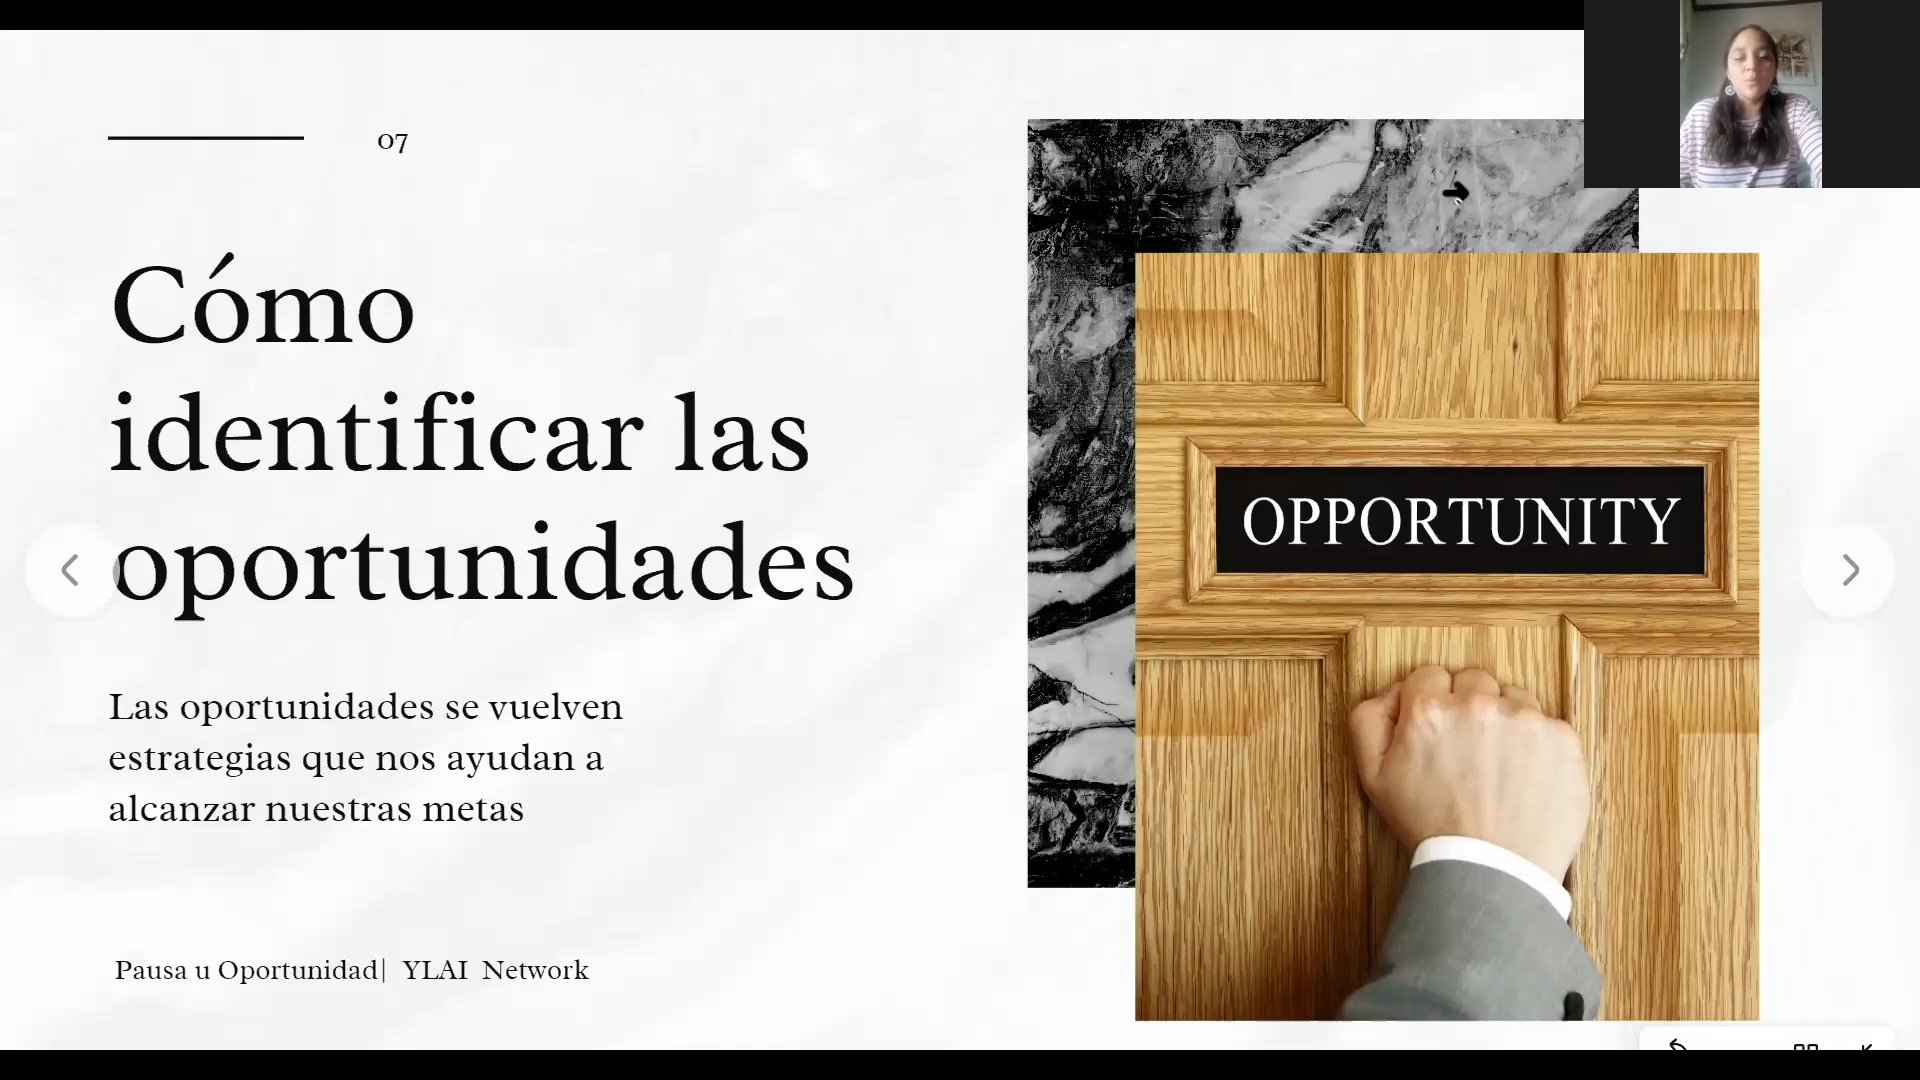 07
Cómo
identificar las
oportunidades
Las oportunidades se vuelven
estrategias que nos ayudan a
alcanzar nuestras metas
Pausa u Oportunidad| YLAI Network
OPPORTUNITY